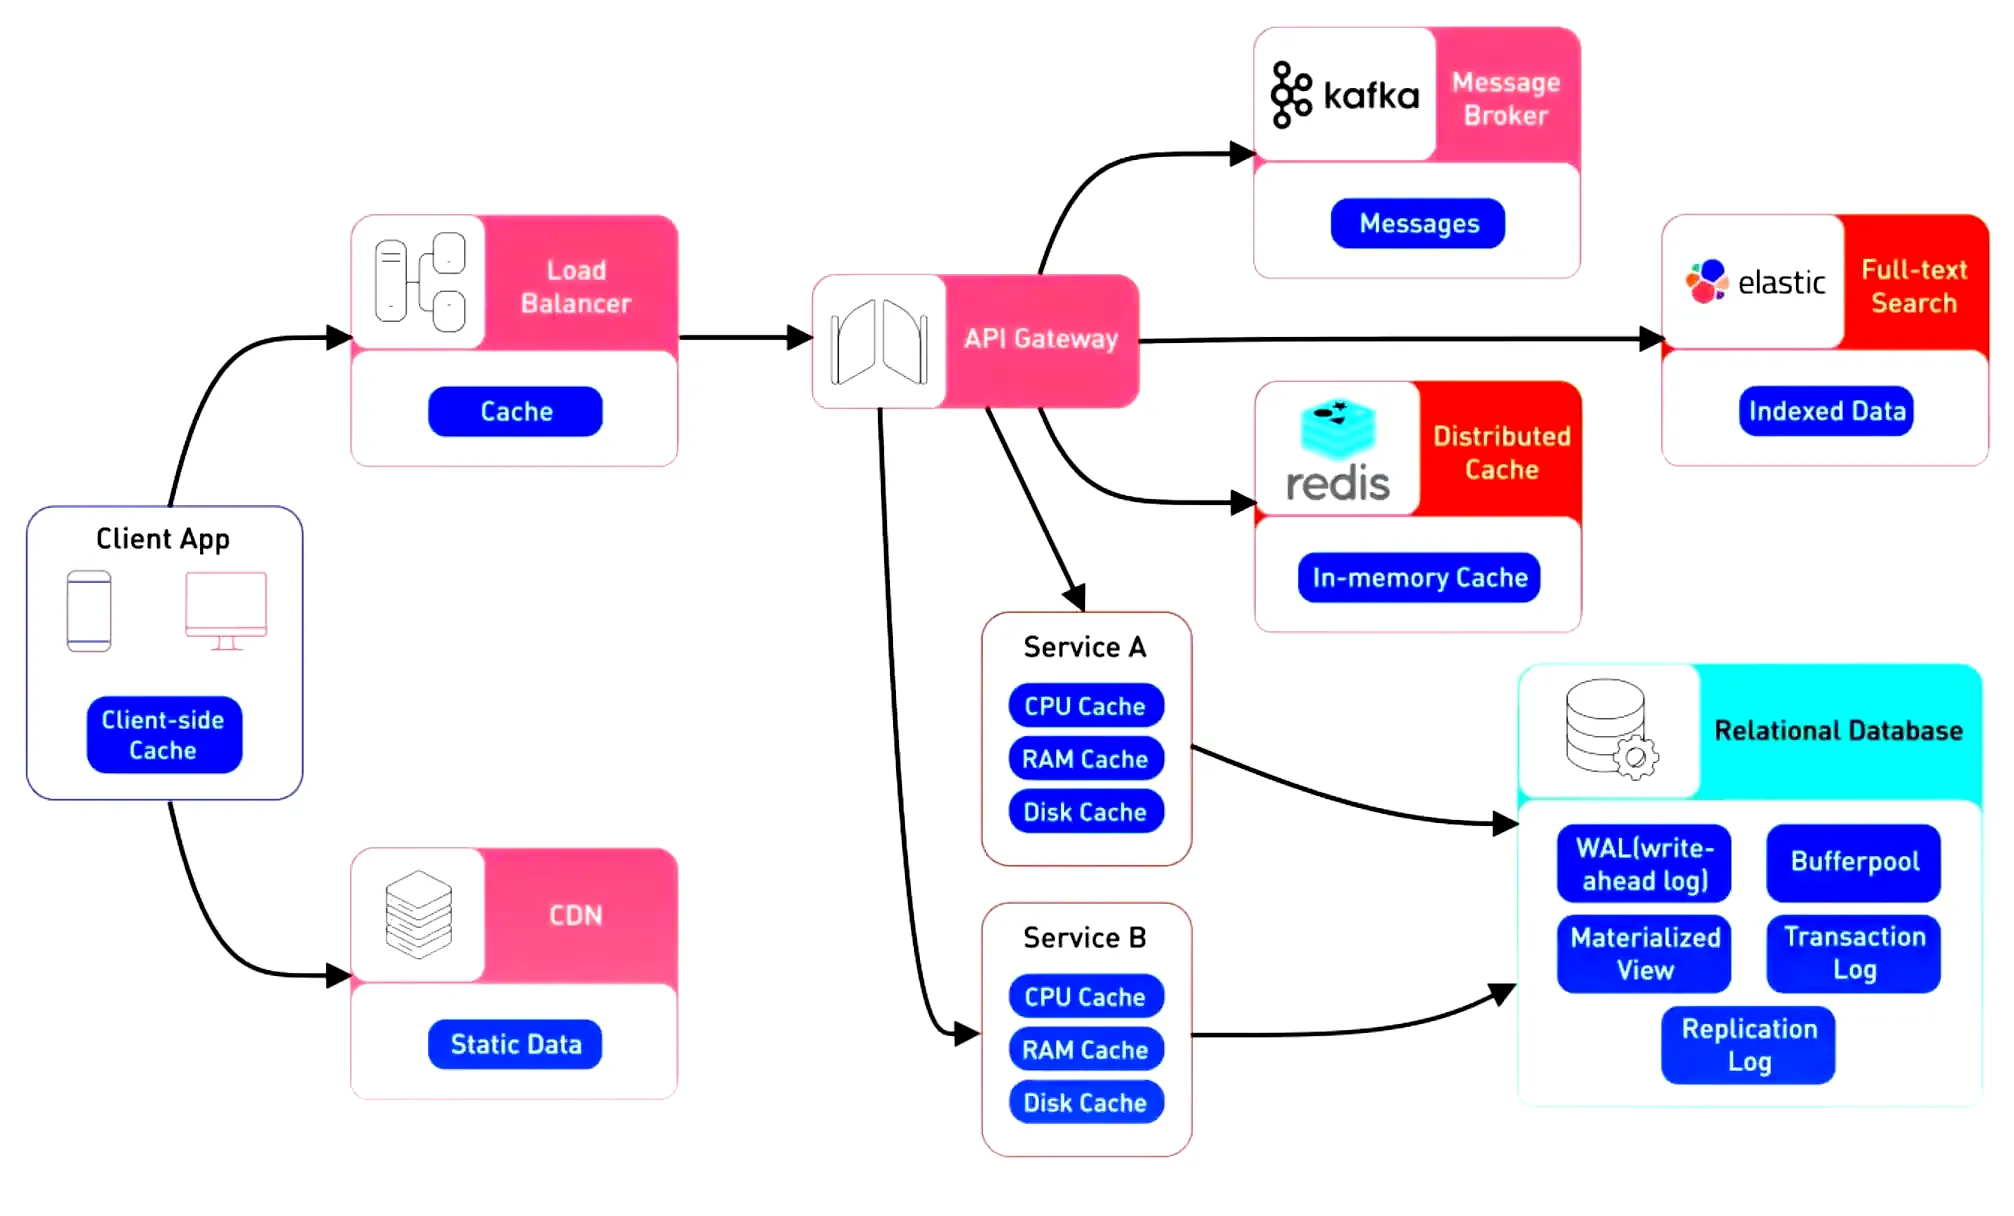 kafka
Message
Broker
Messages
Load
Balancer
Cache
API Gateway
elastic
Full-text
Search
Indexed Data
redis
Distributed
Cache
In-memory Cache
Client App
Client-side
Cache
Service A
CPU Cache
RAM Cache
Disk Cache
Relational Database
WAL(write-
ahead log)
Bufferpool
Materialized
View
Transaction
Log
Replication
Log
CDN
Static Data
Service B
CPU Cache
RAM Cache
Disk Cache